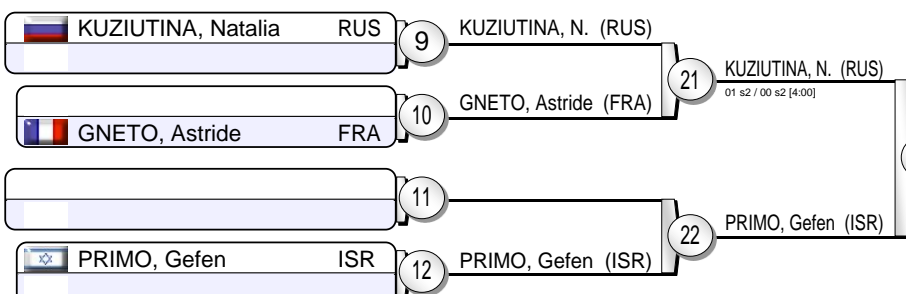 KUZIUTINA, Natalia RUS
9
KUZIUTINA, N. (RUS)
21
KUZIUTINA, N. (RUS)
01 s2 / 00 s2 [4:00]
GNETO, Astride FRA
10
GNETO, Astride (FRA)
11
22
PRIMO, Gefen (ISR)
PRIMO, Gefen ISR
12
PRIMO, Gefen (ISR)